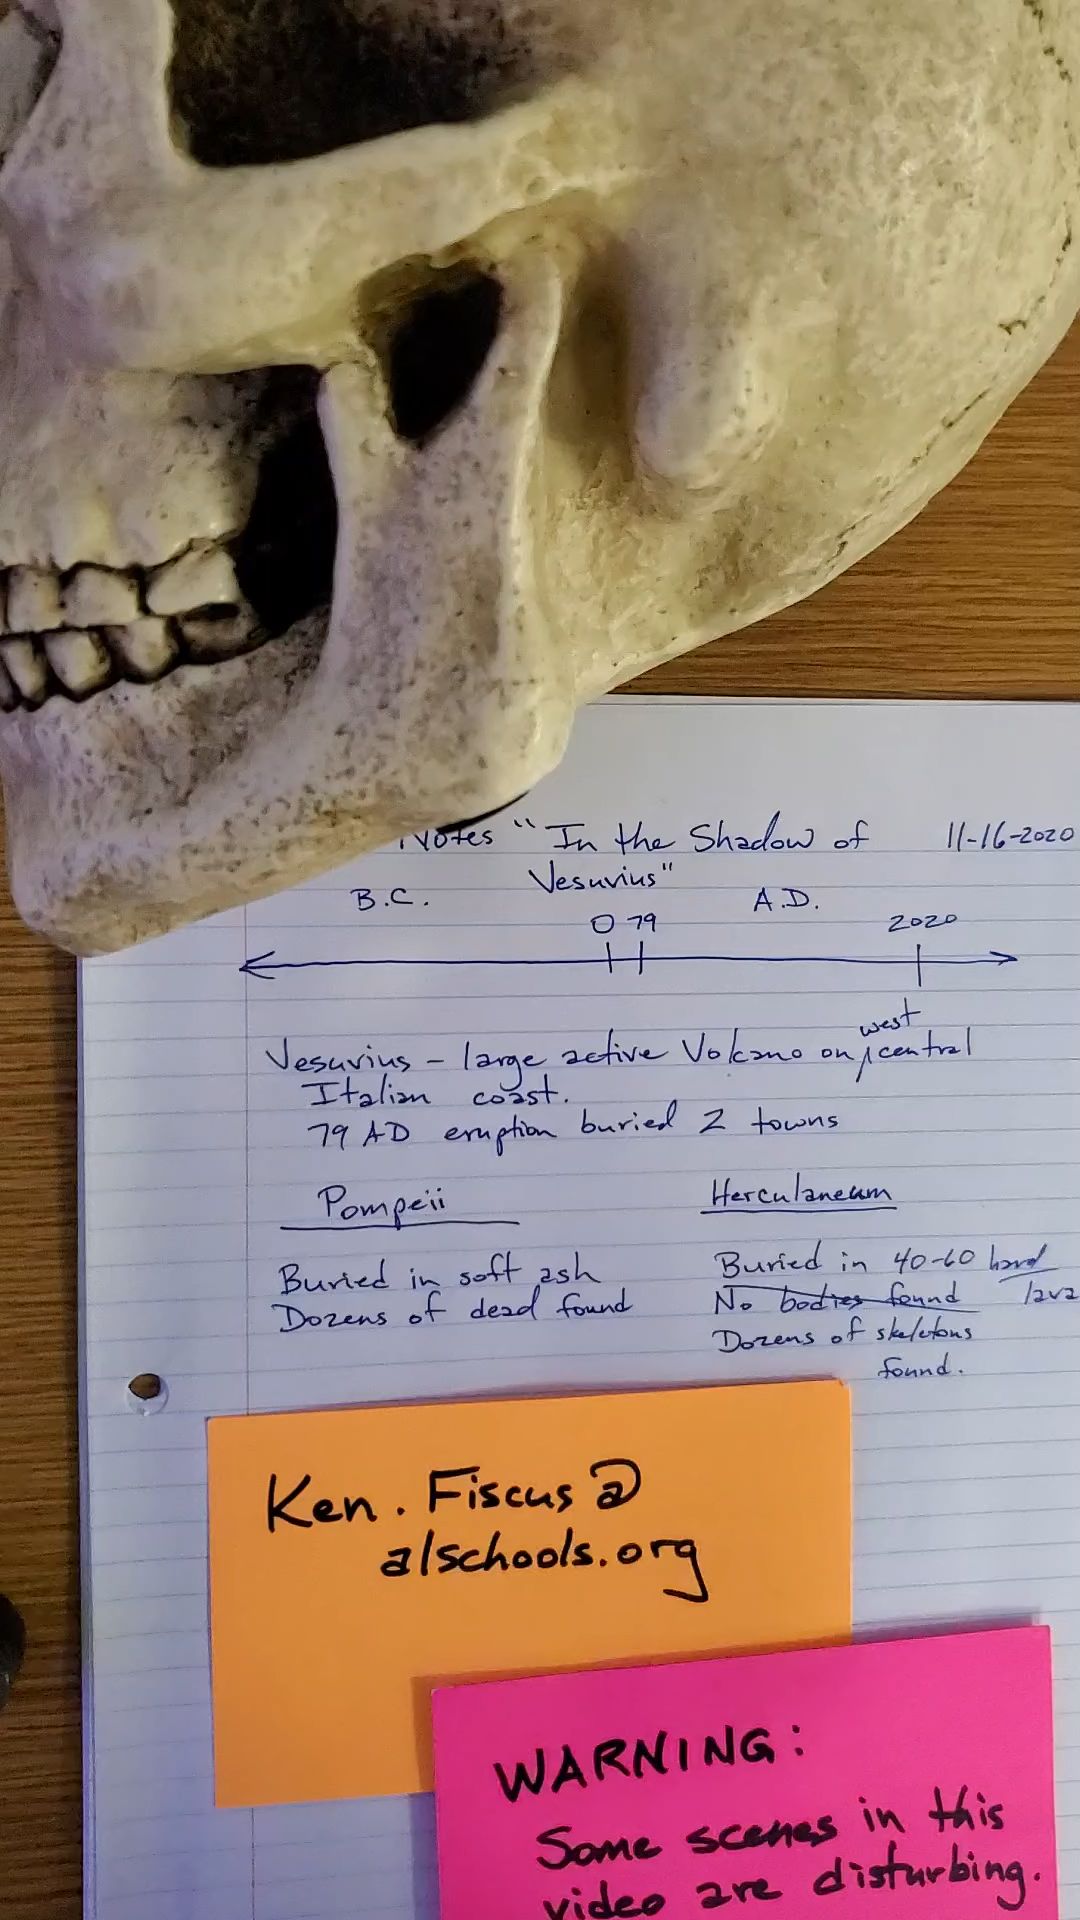 Notes "In the Shadow of 11-16-2020
Vesuvius"
B.C. A.D.
0 79 2020
Vesuvius - large active Volcano on west central
Italian coast.
79 AD eruption buried 2 towns
Pompeii
Buried in soft ash
Dozens of dead found
Herculaneum
Buried in 40-60 hard
lava
No bodies found
Dozens of skeletons
found.
Ken.Fiscus@
alschools.org
WARNING:
Some scenes in this
video are disturbing.